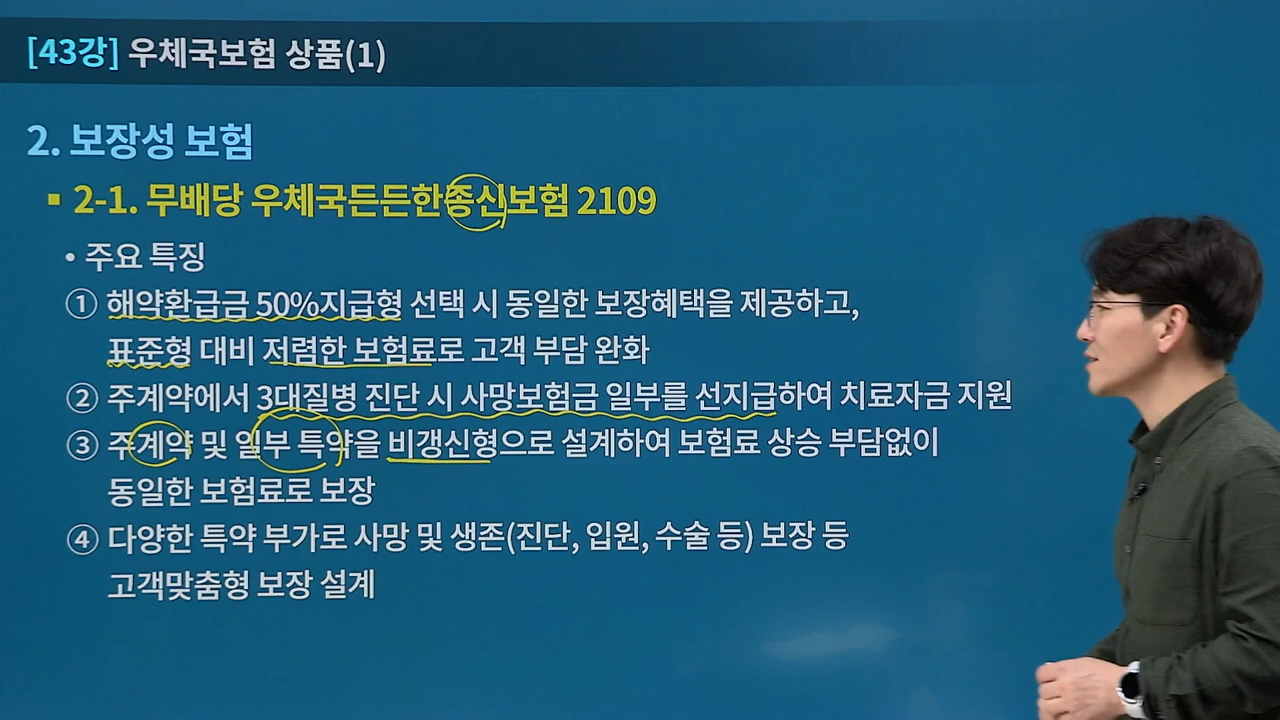 [43강] 우체국보험 상품(1)
2. 보장성 보험
▪ 2-1. 무배당 우체국든든한종신보험 2109
• 주요 특징
① 해약환급금 50%지급형 선택 시 동일한 보장혜택을 제공하고,
표준형 대비 저렴한 보험료로 고객 부담 완화
② 주계약에서 3대질병 진단 시 사망보험금 일부를 선지급하여 치료자금 지원
③ 주계약 및 일부 특약을 비갱신형으로 설계하여 보험료 상승 부담없이
동일한 보험료로 보장
④ 다양한 특약 부가로 사망 및 생존(진단, 입원, 수술 등) 보장 등
고객맞춤형 보장 설계